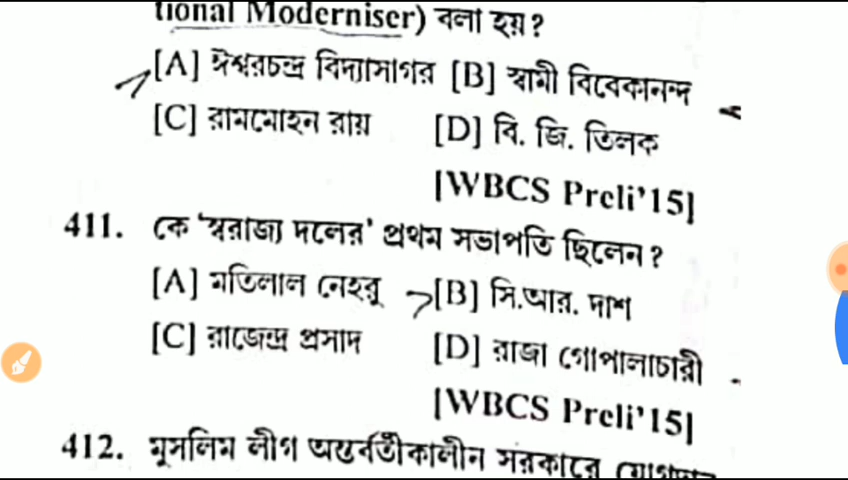 tional Moderniser) বলা হয়?
[A] ঈশ্বরচন্দ্র বিদ্যাসাগর [B] স্বামী বিবেকানন্দ
[C] রামমোহন রায় [D] বি. জি. তিলক
[WBCS Preli'15]
411. কে 'স্বরাজ্য দলের' প্রথম সভাপতি ছিলেন?
[A] মতিলাল নেহরু [B] সি.আর. দাশ
[C] রাজেন্দ্র প্রসাদ [D] রাজা গোপালাচারী
[WBCS Preli'15]
412. মুসলিম লীগ অন্তর্বর্তীকালীন সরকারে